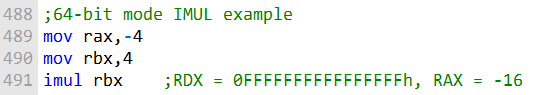 488 ;64-bit mode IMUL example
489 mov rax,-4
490 mov rbx,4
491 imul rbx    ;RDX = 0FFFFFFFFFFFFFFFFh, RAX = -16